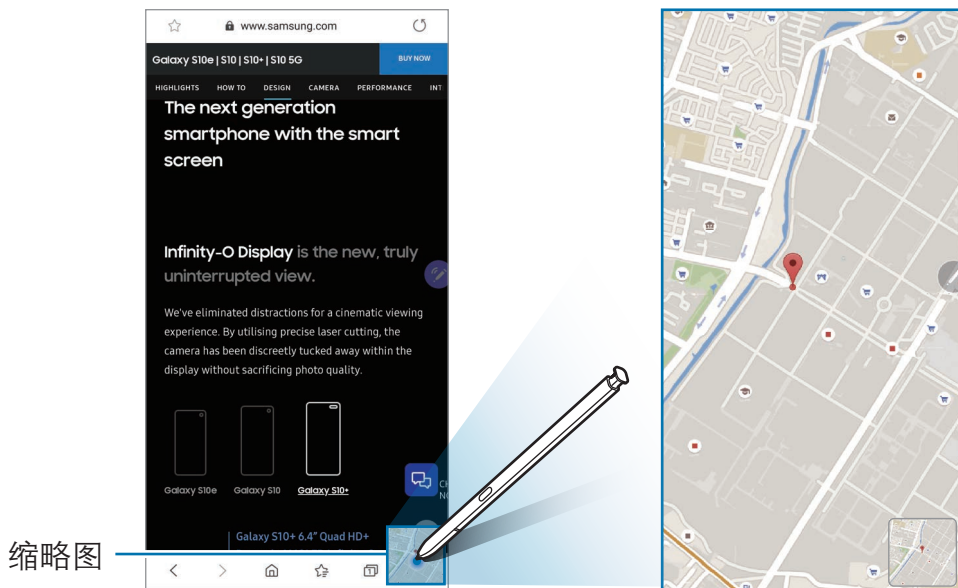 www.samsung.com
Galaxy S10e | S10 | S10+ | S10 5G
BUY NOW
HIGHLIGHTS HOW TO DESIGN CAMERA PERFORMANCE INT
The next generation
smartphone with the smart
screen
Infinity-O Display is the new, truly
uninterrupted view.
We've eliminated distractions for a cinematic viewing
experience. By utilising precise laser cutting, the
camera has been discreetly tucked away within the
display without sacrificing photo quality.
Galaxy S10e Galaxy S10 Galaxy S10+
Galaxy S10+ 6.4" Quad HD+
缩略图
1